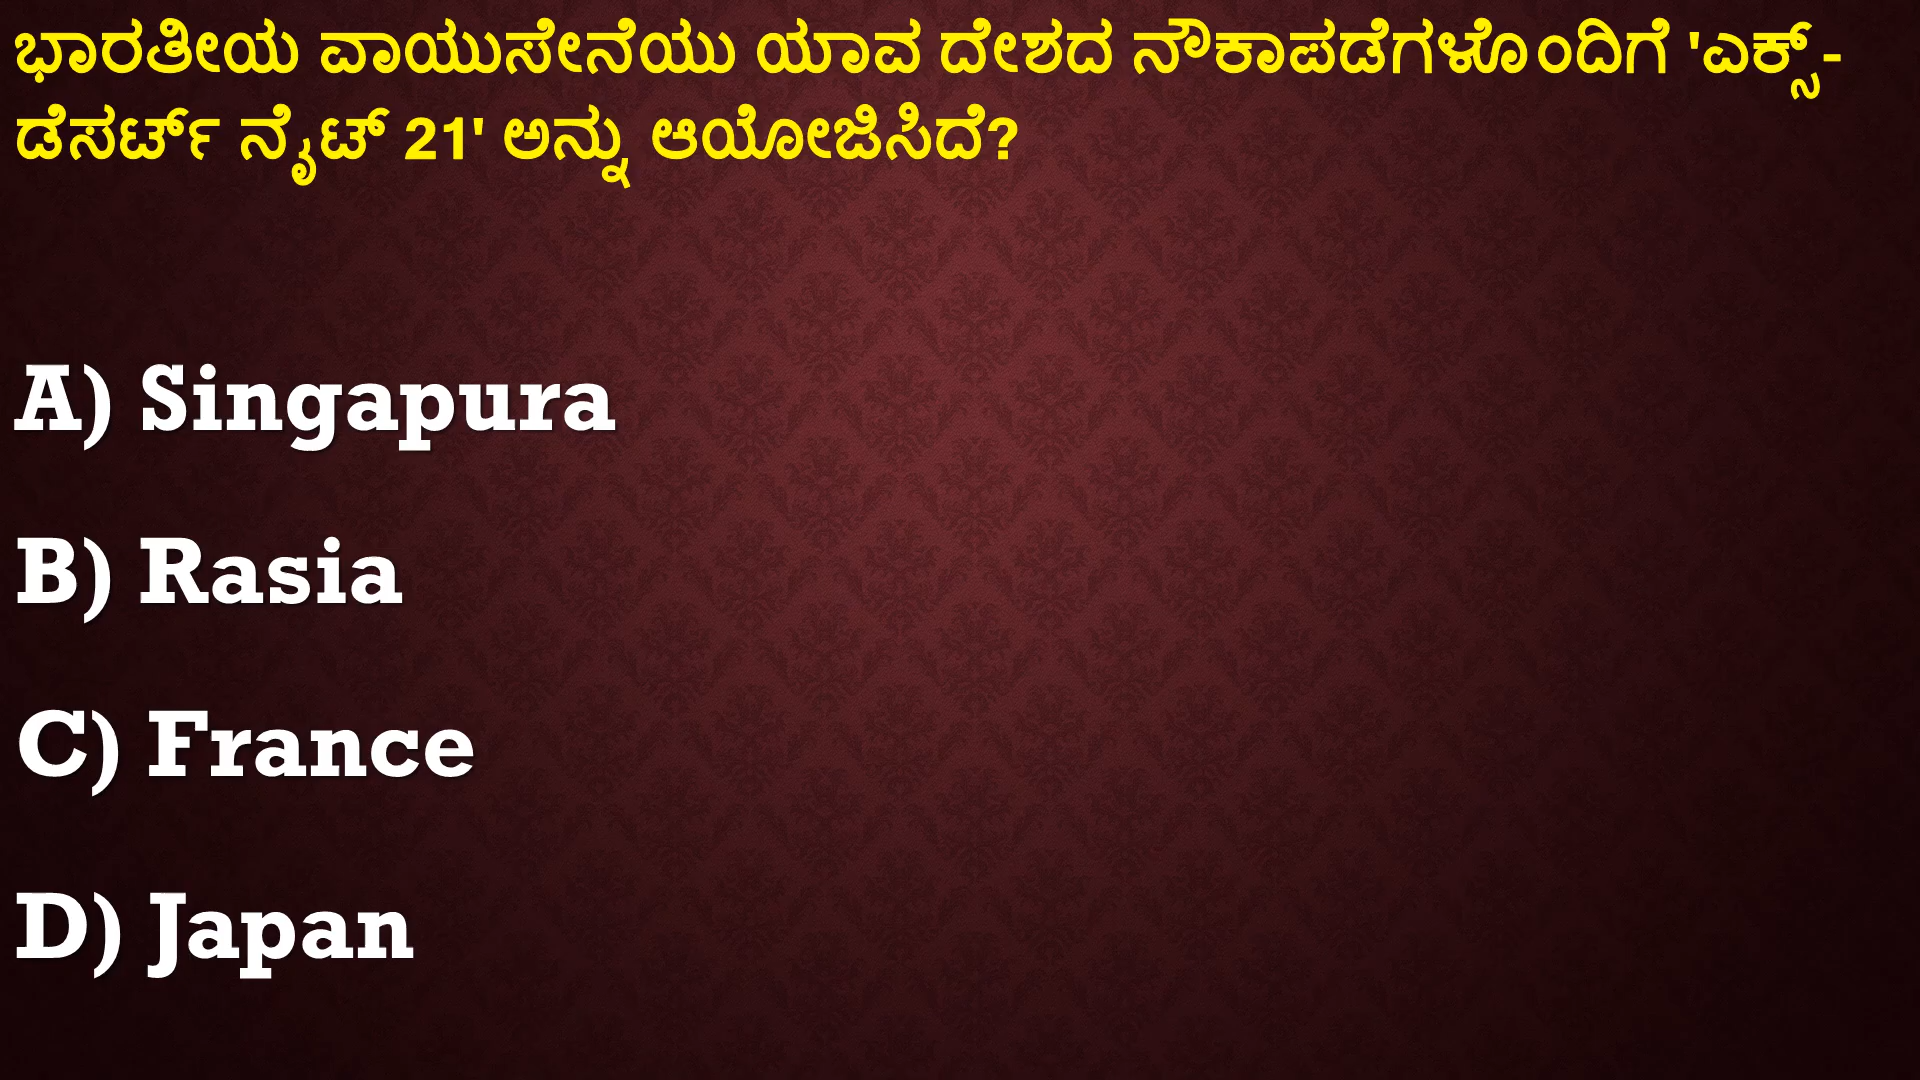 ಭಾರತೀಯ ವಾಯುಸೇನೆಯು ಯಾವ ದೇಶದ ನೌಕಾಪಡೆಗಳೊಂದಿಗೆ 'ಎಕ್ಸ್-
ಡೆಸರ್ಟ್ ನೈಟ್ 21' ಅನ್ನು ಆಯೋಜಿಸಿದೆ?
A) Singapura
B) Rasia
C) France
D) Japan